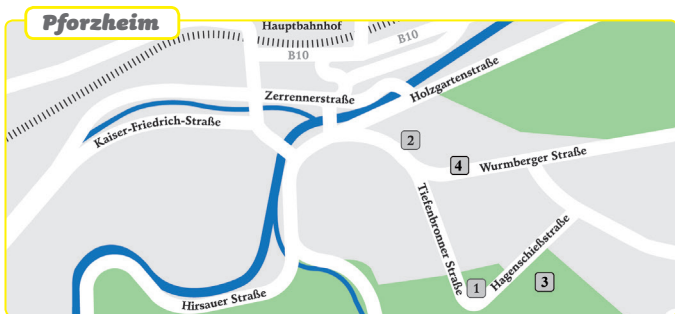 Pforzheim
Hauptbahnhof
B10
B10
Zerrennerstraße
Holzgartenstraße
Kaiser-Friedrich-Straße
2
4
Wurmberger Straße
Tiefenbronner Straße
Hagenschießstraße
1
3
Hirsauer Straße